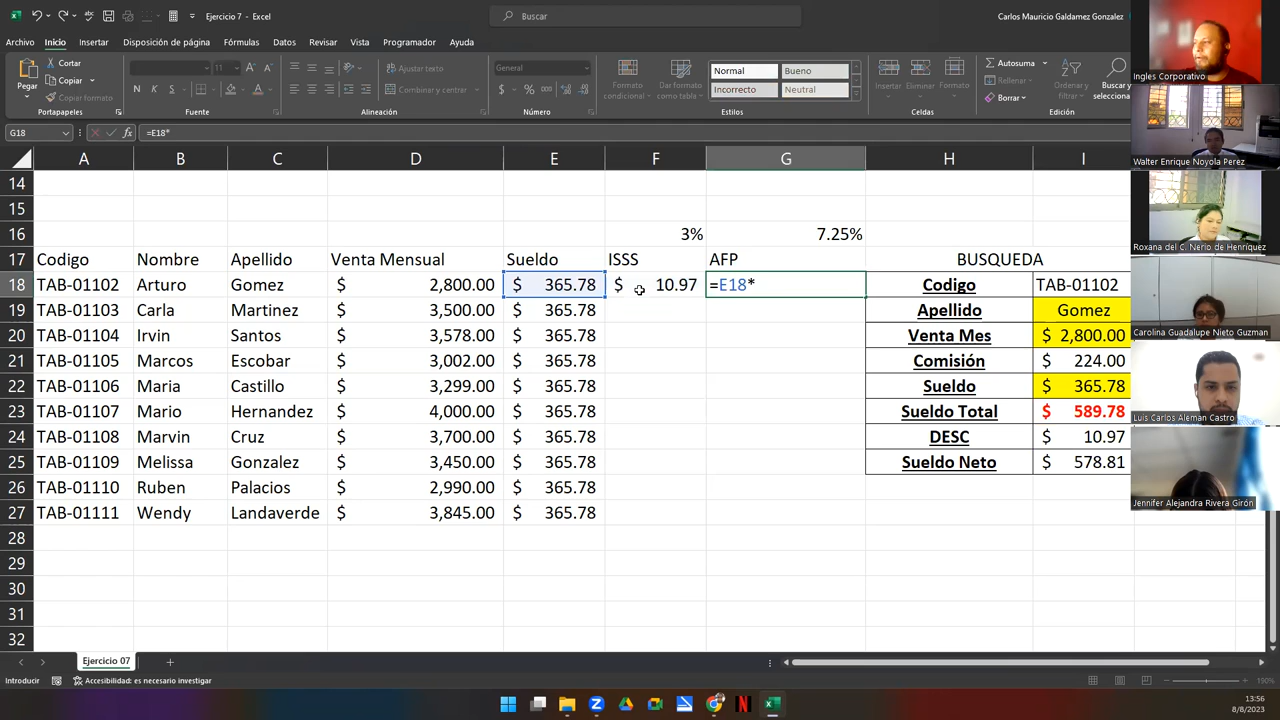 Ejercicio 7 - Excel
Buscar
Carlos Mauricio Galdamez Gonzalez
Archivo Inicio Insertar Disposición de página Fórmulas Datos Revisar Vista Programador Ayuda
Pegar
Cortar
Copiar
Copiar formato
Portapapeles
11
N K S
Fuente
Ajustar texto
Combinar y centrar
Alineación
General
Número
Formato condicional
Dar formato como tabla
Normal Bueno
Incorrecto Neutral
Estilos
Insertar Eliminar Formato
Celdas
Autosuma
Rellenar
Borrar
Buscar y
selecciona
Edición
G18 fx =E18*
A B C D E F G H I
14
15
16 3% 7.25%
17 Codigo Nombre Apellido Venta Mensual Sueldo ISSS AFP BUSQUEDA
18 TAB-01102 Arturo Gomez $ 2,800.00 $ 365.78 $ 10.97 =E18* Codigo TAB-01102
19 TAB-01103 Carla Martinez $ 3,500.00 $ 365.78 Apellido Gomez
20 TAB-01104 Irvin Santos $ 3,578.00 $ 365.78 Venta Mes $ 2,800.00
21 TAB-01105 Marcos Escobar $ 3,002.00 $ 365.78 Comisión $ 224.00
22 TAB-01106 Maria Castillo $ 3,299.00 $ 365.78 Sueldo $ 365.78
23 TAB-01107 Mario Hernandez $ 4,000.00 $ 365.78 Sueldo Total $ 589.78
24 TAB-01108 Marvin Cruz $ 3,700.00 $ 365.78 DESC $ 10.97
25 TAB-01109 Melissa Gonzalez $ 3,450.00 $ 365.78 Sueldo Neto $ 578.81
26 TAB-01110 Ruben Palacios $ 2,990.00 $ 365.78
27 TAB-01111 Wendy Landaverde $ 3,845.00 $ 365.78
28
29
30
31
32
Ejercicio 07
Introducir
Accesibilidad: es necesario investigar
190%
13:56
8/8/2023
Ingles Corporativo
Walter Enrique Noyola Perez
Roxana del C. Nerio de Henríquez
Carolina Guadalupe Nieto Guzman
Luis Carlos Aleman Castro
Jennifer Alejandra Rivera Girón